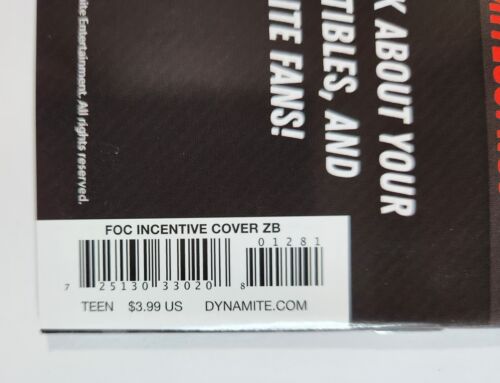 K ABOUT YOUR
TIBLES, AND
ITE FANS!
ite Entertainment. All rights reserved.
FOC INCENTIVE COVER ZB
01281
7 25130 33020 8
TEEN $3.99 US DYNAMITE.COM